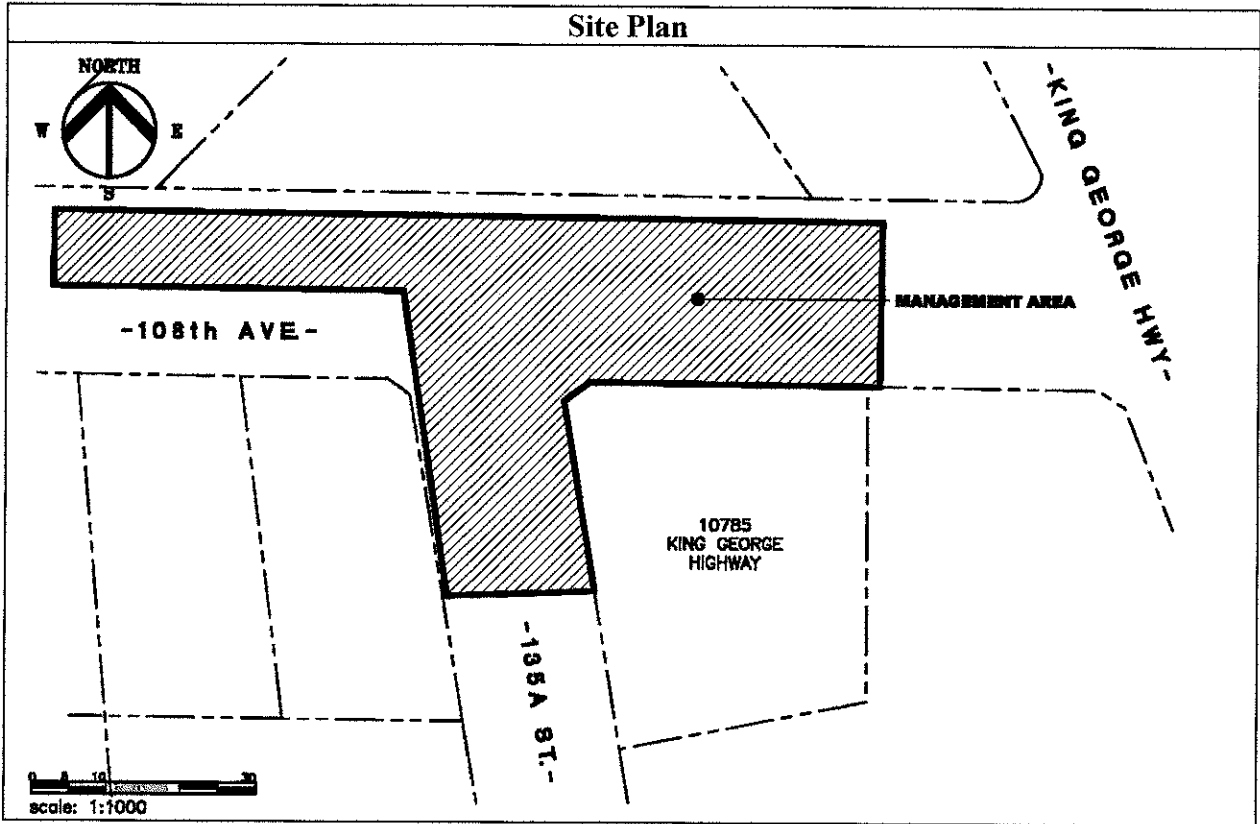 Site Plan
NORTH
W E
S
-KING GEORGE HWY-
MANAGEMENT AREA
-108th AVE-
10785
KING GEORGE
HIGHWAY
-135A ST.-
0 5 10 30
scale: 1:1000